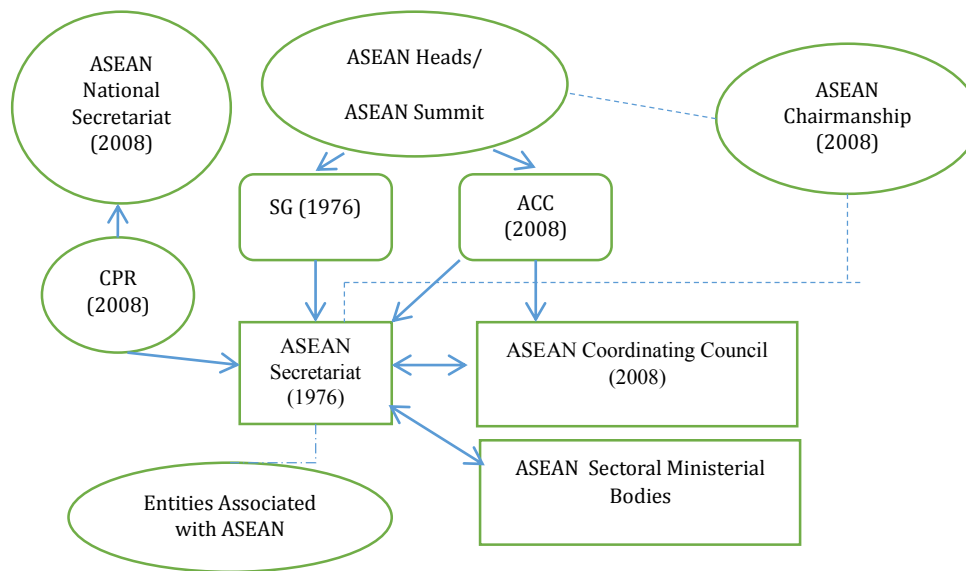 ASEAN
National
Secretariat
(2008)
ASEAN Heads/
ASEAN Summit
ASEAN
Chairmanship
(2008)
SG (1976)
ACC
(2008)
CPR
(2008)
ASEAN
Secretariat
(1976)
ASEAN Coordinating Council
(2008)
ASEAN Sectoral Ministerial
Bodies
Entities Associated
with ASEAN